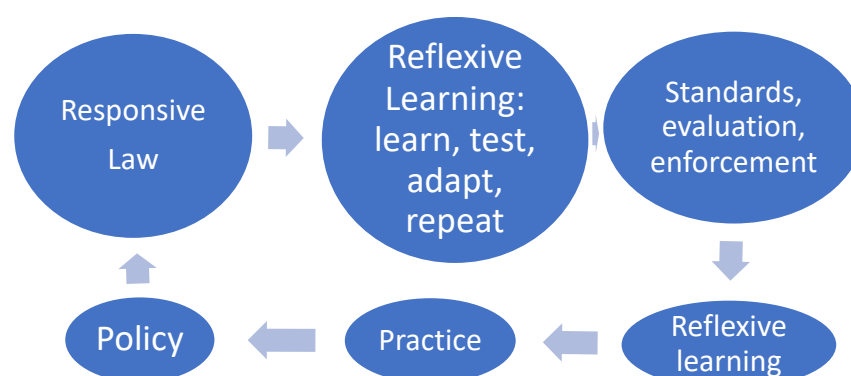 Responsive
Law
Reflexive
Learning:
learn, test,
adapt,
repeat
Standards,
evaluation,
enforcement
Reflexive
learning
Practice
Policy